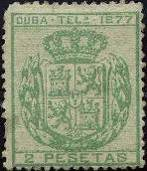 CUBA. TELS. 1877
2 PESETAS